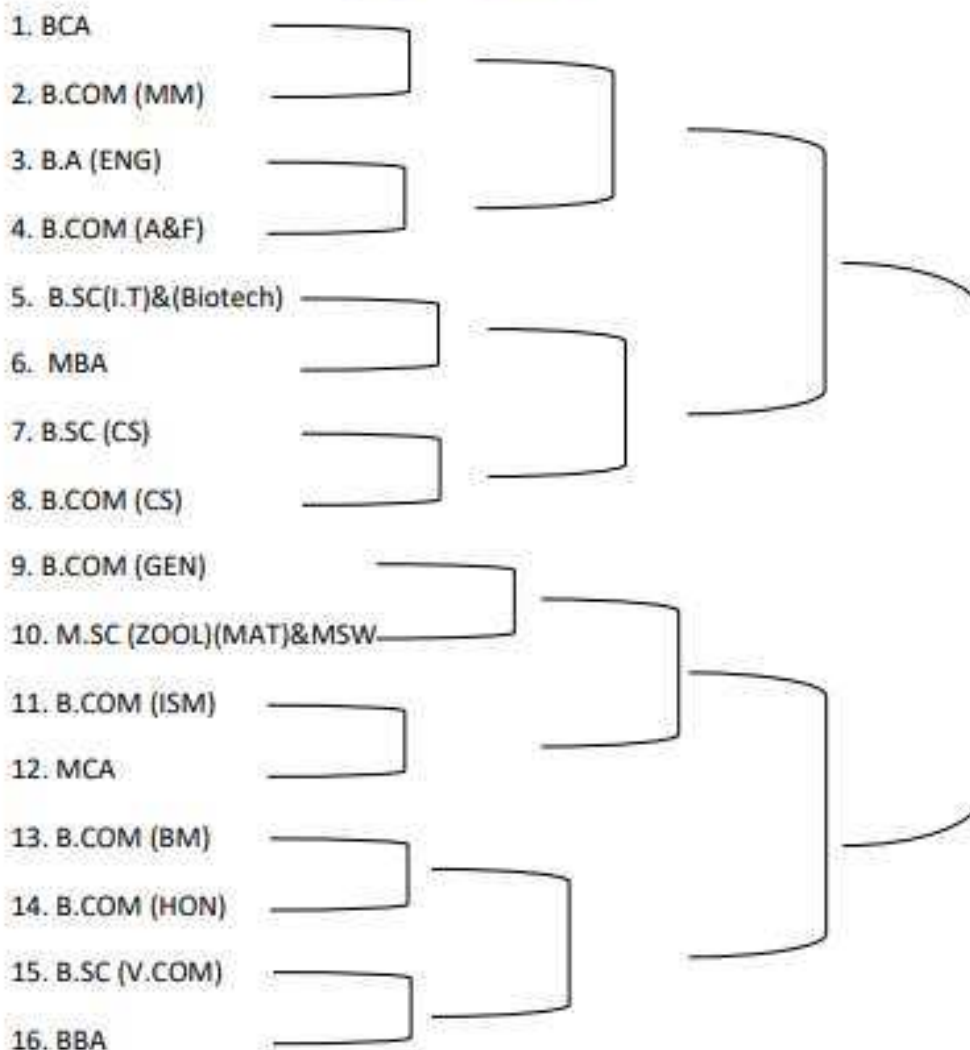 1. BCA
2. B.COM (MM)
3. B.A (ENG)
4. B.COM (A&F)
5. B.SC(I.T)&(Biotech)
6. MBA
7. B.SC (CS)
8. B.COM (CS)
9. B.COM (GEN)
10. M.SC (ZOOL)(MAT)&MSW
11. B.COM (ISM)
12. MCA
13. B.COM (BM)
14. B.COM (HON)
15. B.SC (V.COM)
16. BBA